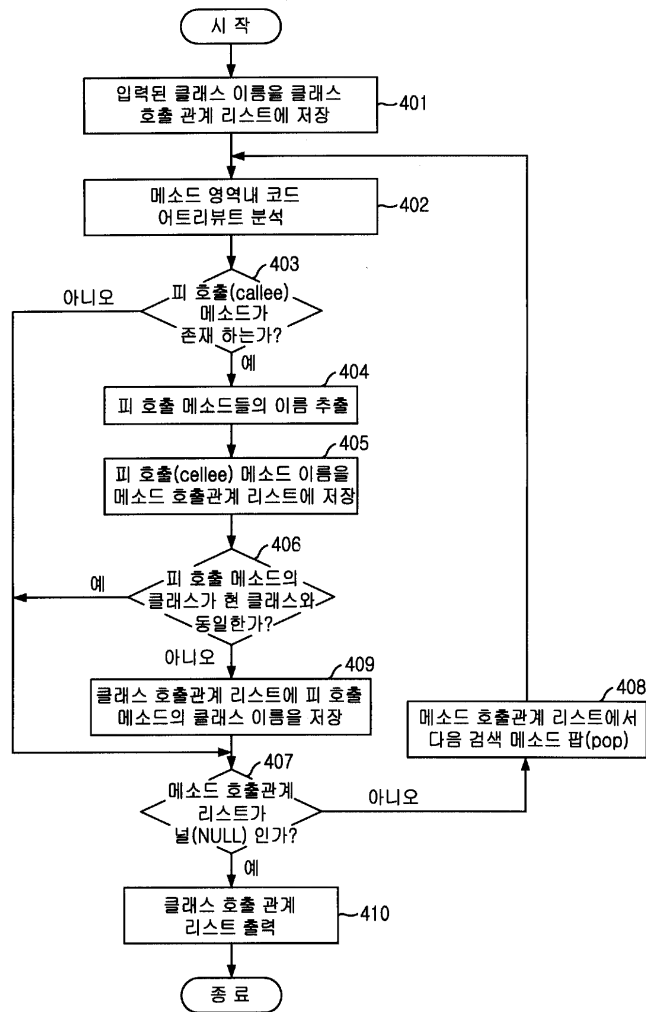 시 작
입력된 클래스 이름을 클래스
호출 관계 리스트에 저장
401
메소드 영역내 코드
어트리뷰트 분석
402
403
아니오
피 호출(callee)
메소드가
존재 하는가?
예
404
피 호출 메소드들의 이름 추출
405
피 호출(cellee) 메소드 이름을
메소드 호출관계 리스트에 저장
406
예
피 호출 메소드의
클래스가 현 클래스와
동일한가?
아니오
409
클래스 호출관계 리스트에 피 호출
메소드의 클래스 이름을 저장
408
메소드 호출관계 리스트에서
다음 검색 메소드 팝(pop)
407
메소드 호출관계
리스트가
널(NULL) 인가?
아니오
예
클래스 호출 관계
리스트 출력
410
종 료